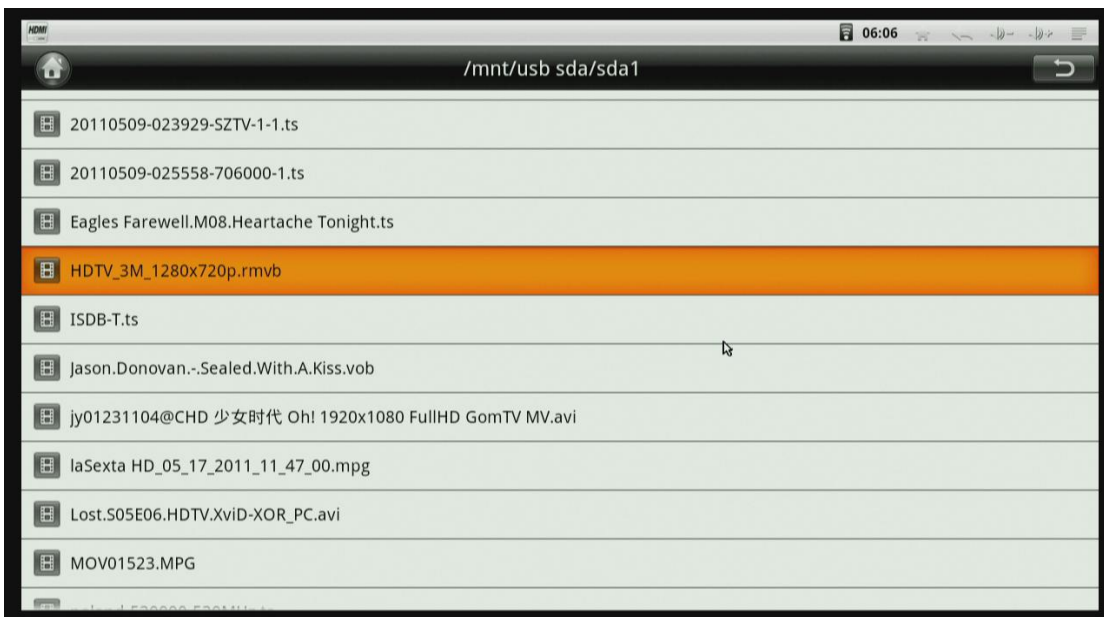 HDMI
06:06
/mnt/usb sda/sda1
20110509-023929-SZTV-1-1.ts
20110509-025558-706000-1.ts
Eagles Farewell.M08.Heartache Tonight.ts
HDTV_3M_1280x720p.rmvb
ISDB-T.ts
Jason.Donovan.-.Sealed.With.A.Kiss.vob
jy01231104@CHD 少女时代 Oh! 1920x1080 FullHD GomTV MV.avi
laSexta HD_05_17_2011_11_47_00.mpg
Lost.S05E06.HDTV.XviD-XOR_PC.avi
MOV01523.MPG